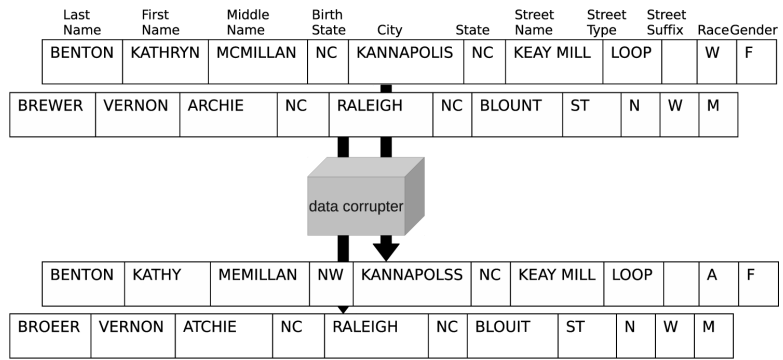 Last Name First Name Middle Name Birth State City State Street Name Street Type Street Suffix Race Gender
BENTON KATHRYN MCMILLAN NC KANNAPOLIS NC KEAY MILL LOOP W F
BREWER VERNON ARCHIE NC RALEIGH NC BLOUNT ST N W M
data corrupter
BENTON KATHY MEMILLAN NW KANNAPOLSS NC KEAY MILL LOOP A F
BROEER VERNON ATCHIE NC RALEIGH NC BLOUIT ST N W M